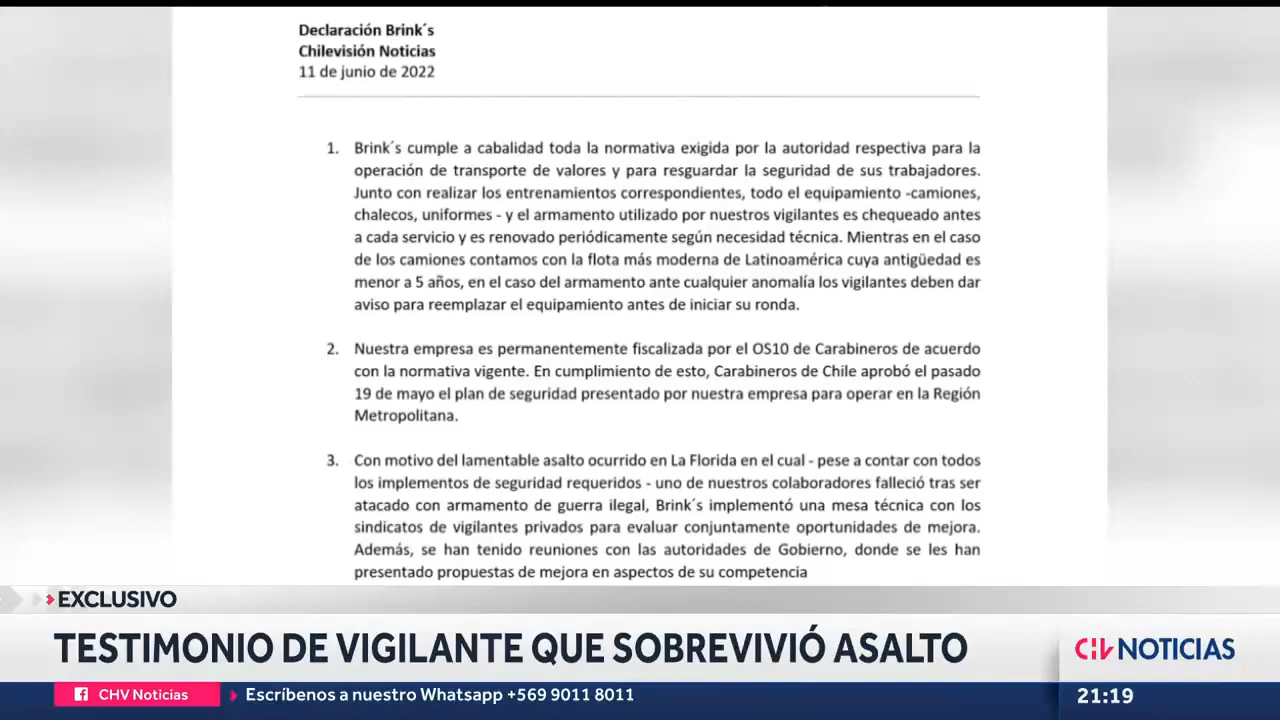 Declaración Brink´s
Chilevisión Noticias
11 de junio de 2022
1. Brink´s cumple a cabalidad toda la normativa exigida por la autoridad respectiva para la
operación de transporte de valores y para resguardar la seguridad de sus trabajadores.
Junto con realizar los entrenamientos correspondientes, todo el equipamiento -camiones,
chalecos, uniformes - y el armamento utilizado por nuestros vigilantes es chequeado antes
a cada servicio y es renovado periódicamente según necesidad técnica. Mientras en el caso
de los camiones contamos con la flota más moderna de Latinoamérica cuya antigüedad es
menor a 5 años, en el caso del armamento ante cualquier anomalía los vigilantes deben dar
aviso para reemplazar el equipamiento antes de iniciar su ronda.
2. Nuestra empresa es permanentemente fiscalizada por el OS10 de Carabineros de acuerdo
con la normativa vigente. En cumplimiento de esto, Carabineros de Chile aprobó el pasado
19 de mayo el plan de seguridad presentado por nuestra empresa para operar en la Región
Metropolitana.
3. Con motivo del lamentable asalto ocurrido en La Florida en el cual - pese a contar con todos
los implementos de seguridad requeridos - uno de nuestros colaboradores falleció tras ser
atacado con armamento de guerra ilegal, Brink´s implementó una mesa técnica con los
sindicatos de vigilantes privados para evaluar conjuntamente oportunidades de mejora.
Además, se han tenido reuniones con las autoridades de Gobierno, donde se les han
presentado propuestas de mejora en aspectos de su competencia
EXCLUSIVO
TESTIMONIO DE VIGILANTE QUE SOBREVIVIÓ ASALTO
CHV NOTICIAS
CHV Noticias
Escríbenos a nuestro Whatsapp +569 9011 8011
21:19